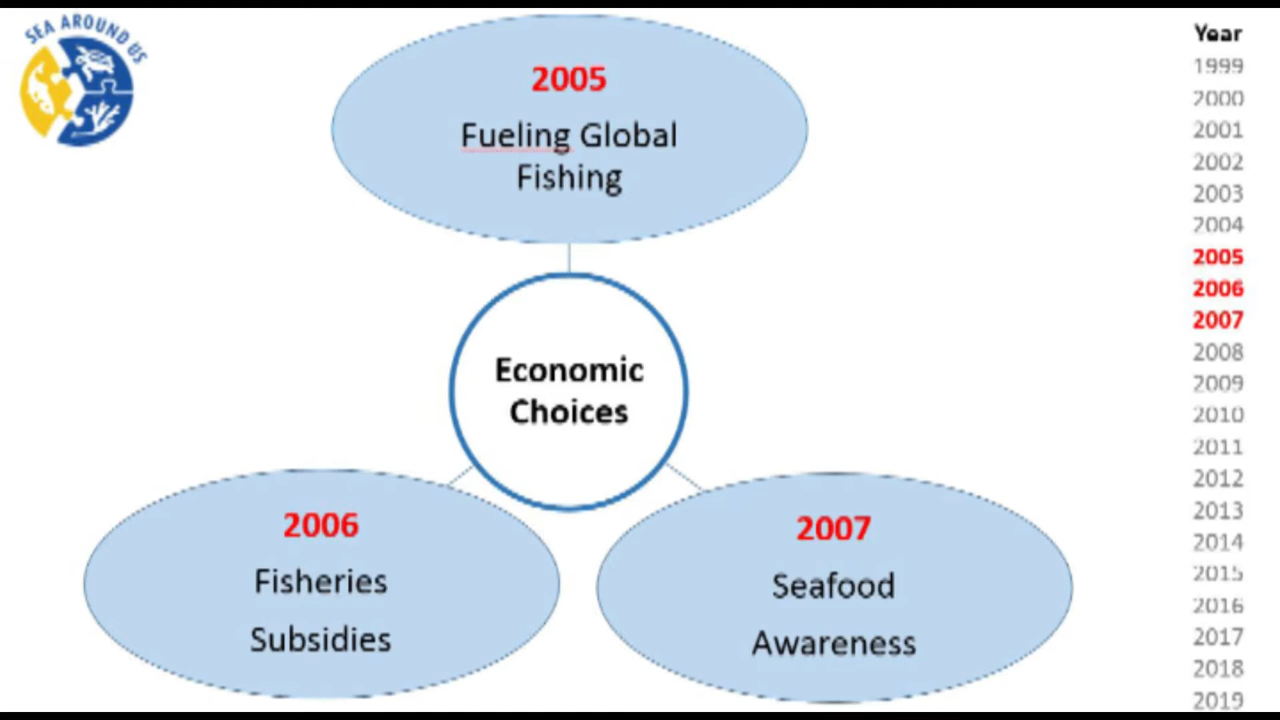 SEA AROUND US
2005
Fueling Global
Fishing
Economic
Choices
2006
Fisheries
Subsidies
2007
Seafood
Awareness
Year
1999
2000
2001
2002
2003
2004
2005
2006
2007
2008
2009
2010
2011
2012
2013
2014
2015
2016
2017
2018
2019